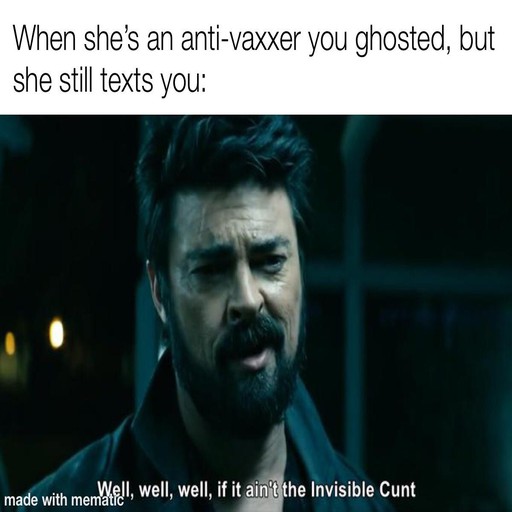 When she’s an anti-vaxxer you ghosted, but
she still texts you:
Well, well, well, if it ain't the Invisible Cunt
made with mematic